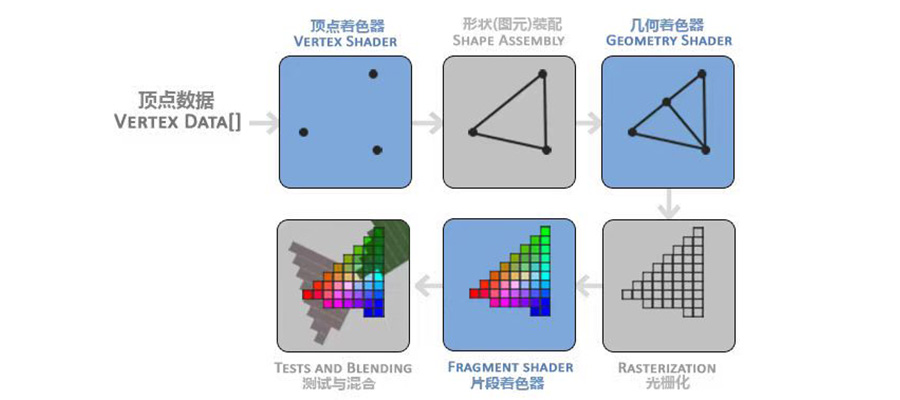 顶点着色器
VERTEX SHADER
形状(图元)装配
SHAPE ASSEMBLY
几何着色器
GEOMETRY SHADER
顶点数据
VERTEX DATA[]
TESTS AND BLENDING
测试与混合
FRAGMENT SHADER
片段着色器
RASTERIZATION
光栅化